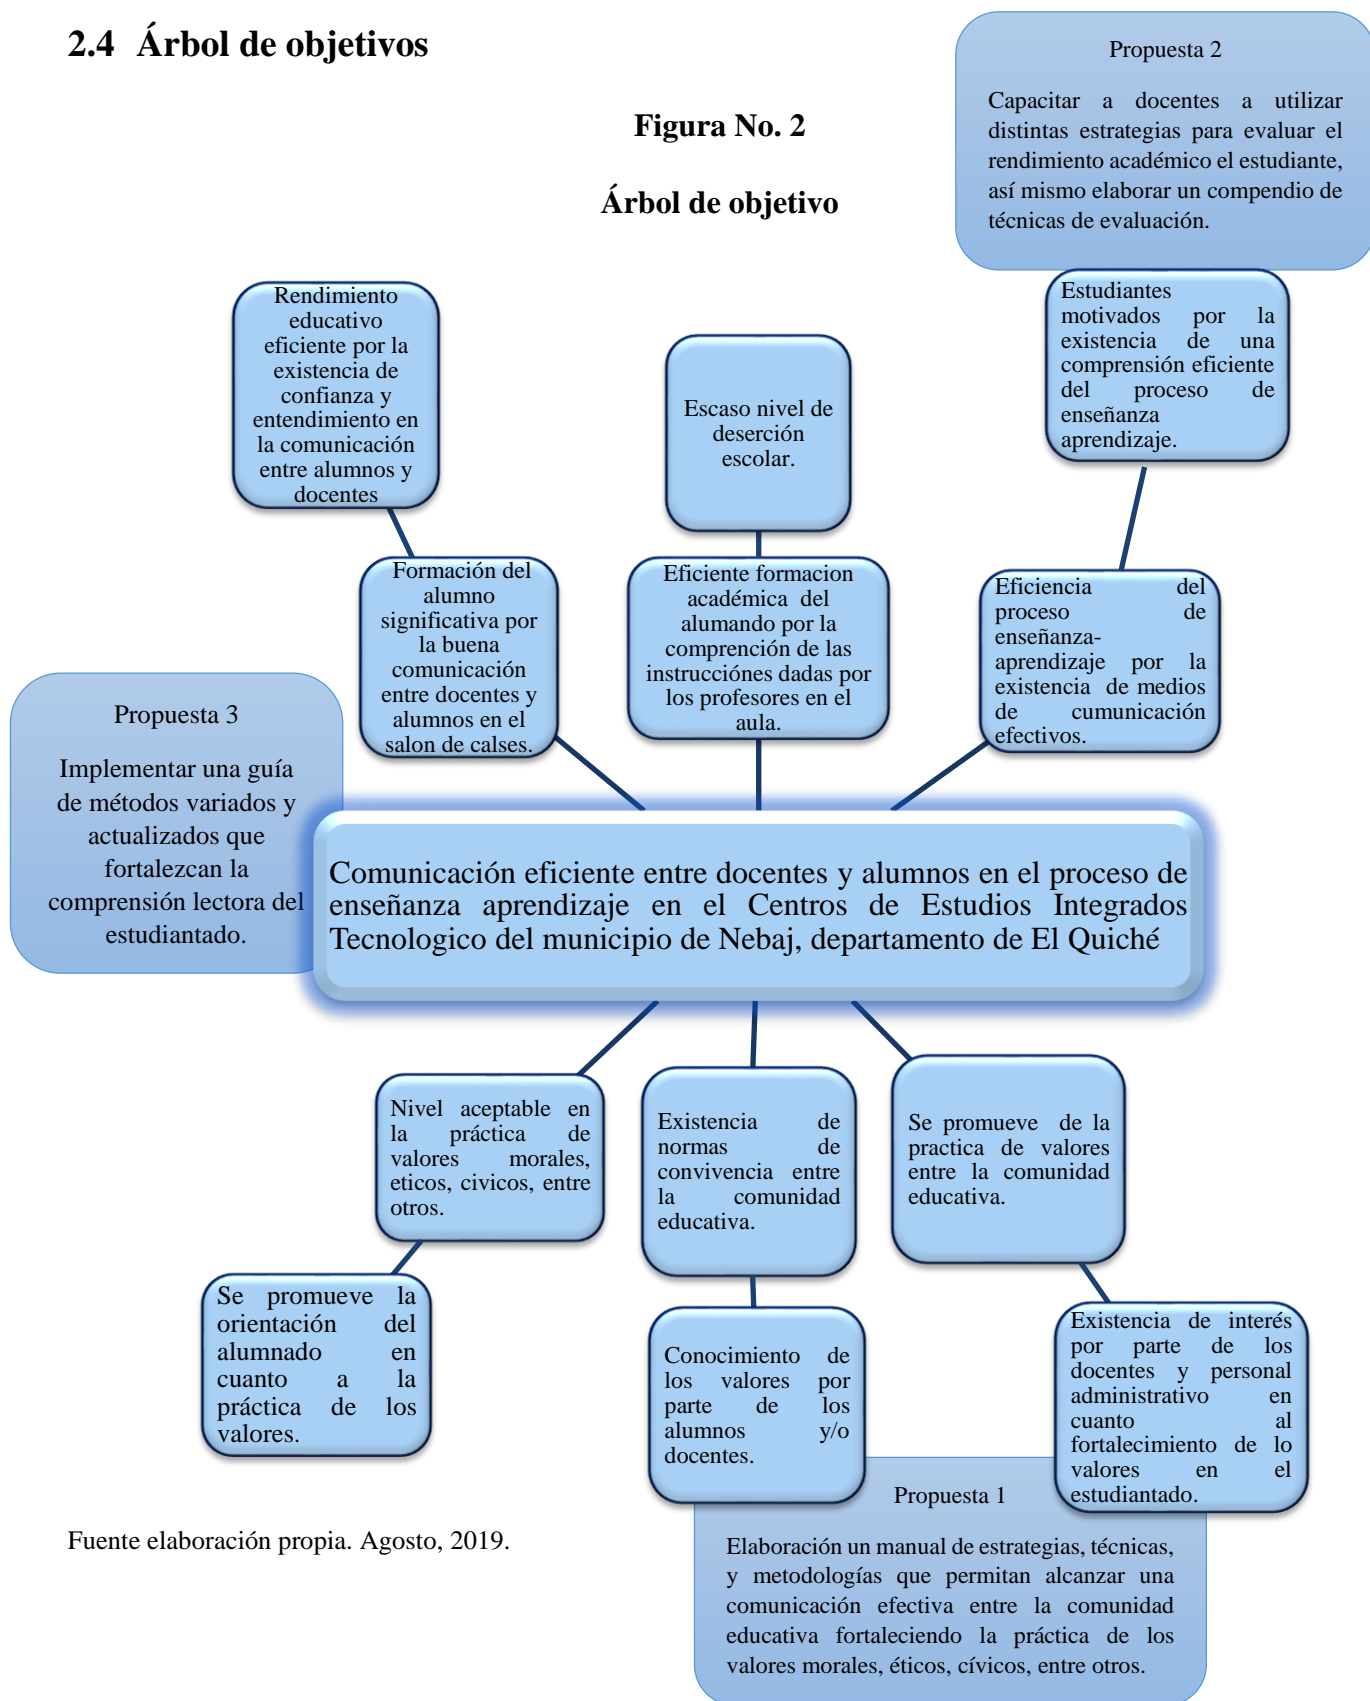 2.4 Árbol de objetivos
Figura No. 2
Árbol de objetivo
Propuesta 2
Capacitar a docentes a utilizar
distintas estrategias para evaluar el
rendimiento académico el estudiante,
así mismo elaborar un compendio de
técnicas de evaluación.
Rendimiento
educativo
eficiente por la
existencia de
confianza y
entendimiento en
la comunicación
entre alumnos y
docentes
Escaso nivel de
deserción
escolar.
Estudiantes
motivados por la
existencia de una
comprensión eficiente
del proceso de
enseñanza
aprendizaje.
Formación del
alumno
significativa por
la buena
comunicación
entre docentes y
alumnos en el
salon de calses.
Eficiente formacion
académica del
alumando por la
comprención de las
instrucciónes dadas por
los profesores en el
aula.
Eficiencia del
proceso de
enseñanza-
aprendizaje por la
existencia de medios
de cumunicación
efectivos.
Propuesta 3
Implementar una guía
de métodos variados y
actualizados que
fortalezcan la
comprensión lectora del
estudiantado.
Comunicación eficiente entre docentes y alumnos en el proceso de
enseñanza aprendizaje en el Centros de Estudios Integrados
Tecnologico del municipio de Nebaj, departamento de El Quiché
Nivel aceptable en
la práctica de
valores morales,
eticos, civicos, entre
otros.
Existencia de
normas de
convivencia entre
la comunidad
educativa.
Se promueve de la
practica de valores
entre la comunidad
educativa.
Se promueve la
orientación del
alumnado en
cuanto a la
práctica de los
valores.
Conocimiento de
los valores por
parte de los
alumnos y/o
docentes.
Existencia de interés
por parte de los
docentes y personal
administrativo en
cuanto al
fortalecimiento de lo
valores en el
estudiantado.
Propuesta 1
Elaboración un manual de estrategias, técnicas,
y metodologías que permitan alcanzar una
comunicación efectiva entre la comunidad
educativa fortaleciendo la práctica de los
valores morales, éticos, cívicos, entre otros.
Fuente elaboración propia. Agosto, 2019.